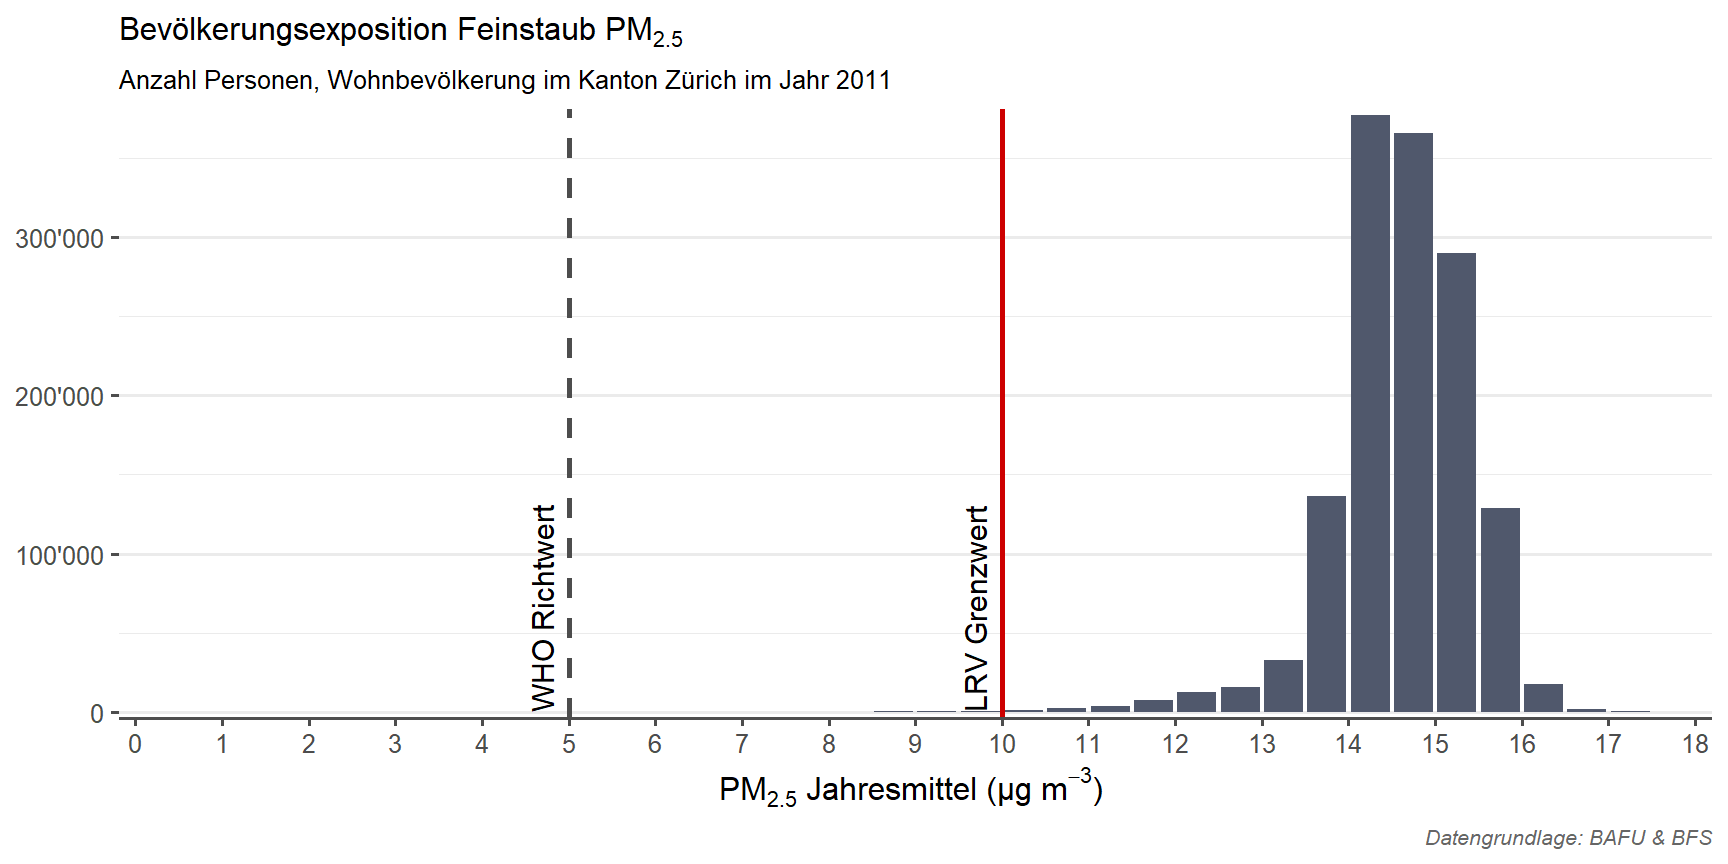 Bevölkerungsexposition Feinstaub PM2.5
Anzahl Personen, Wohnbevölkerung im Kanton Zürich im Jahr 2011
300'000
200'000
100'000
0
WHO Richtwert
LRV Grenzwert
0 1 2 3 4 5 6 7 8 9 10 11 12 13 14 15 16 17 18
PM2.5 Jahresmittel (µg m−3)
Datengrundlage: BAFU & BFS